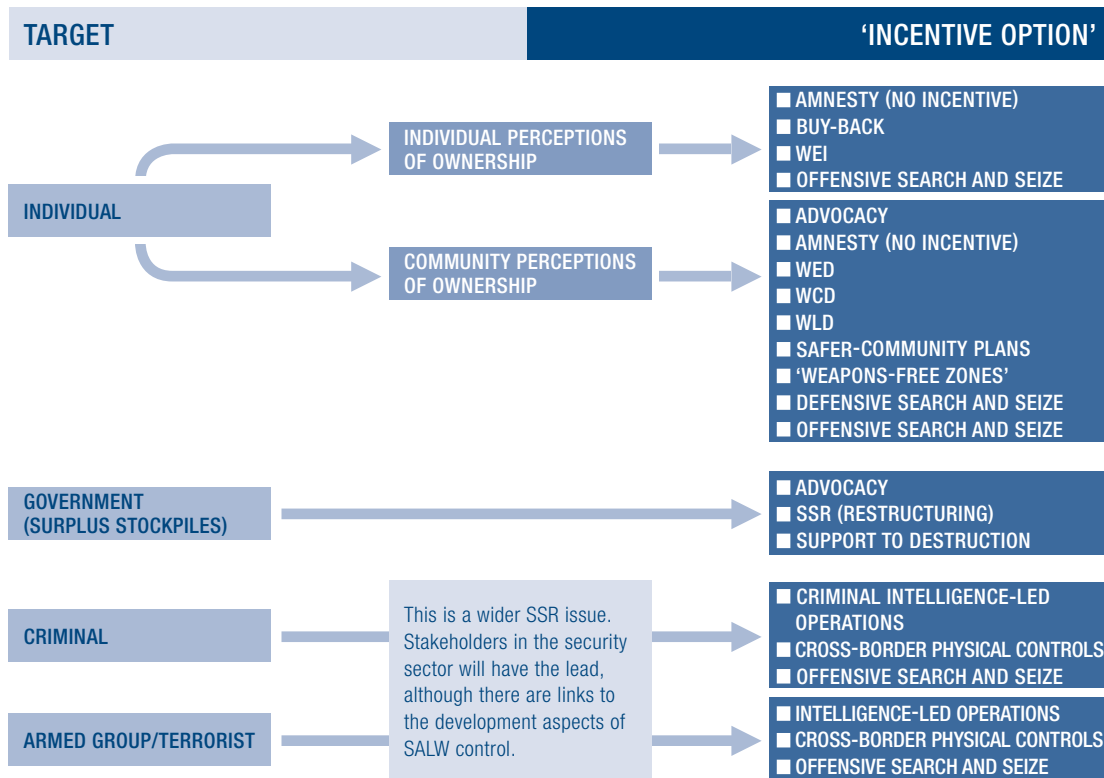 TARGET
‘INCENTIVE OPTION’
INDIVIDUAL
INDIVIDUAL PERCEPTIONS
OF OWNERSHIP
■ AMNESTY (NO INCENTIVE)
■ BUY-BACK
■ WEI
■ OFFENSIVE SEARCH AND SEIZE
COMMUNITY PERCEPTIONS
OF OWNERSHIP
■ ADVOCACY
■ AMNESTY (NO INCENTIVE)
■ WED
■ WCD
■ WLD
■ SAFER-COMMUNITY PLANS
■ ‘WEAPONS-FREE ZONES’
■ DEFENSIVE SEARCH AND SEIZE
■ OFFENSIVE SEARCH AND SEIZE
GOVERNMENT
(SURPLUS STOCKPILES)
■ ADVOCACY
■ SSR (RESTRUCTURING)
■ SUPPORT TO DESTRUCTION
CRIMINAL
This is a wider SSR issue.
Stakeholders in the security
sector will have the lead,
although there are links to
the development aspects of
SALW control.
■ CRIMINAL INTELLIGENCE-LED
OPERATIONS
■ CROSS-BORDER PHYSICAL CONTROLS
■ OFFENSIVE SEARCH AND SEIZE
ARMED GROUP/TERRORIST
■ INTELLIGENCE-LED OPERATIONS
■ CROSS-BORDER PHYSICAL CONTROLS
■ OFFENSIVE SEARCH AND SEIZE